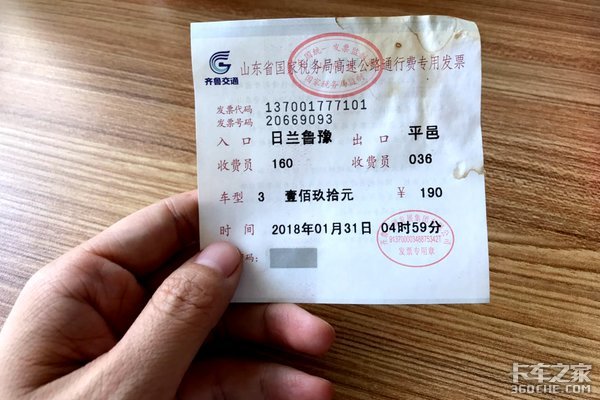 齐鲁交通
山东省国家税务局高速公路通行费专用发票
发票代码 137001777101
发票号码 20669093
入口 日兰鲁豫 出口 平邑
收费员 160 收费员 036
车型 3 壹佰玖拾元 ¥ 190
时间 2018年01月31日 04时59分
发票专用章
码:
卡车之家
360CHE.COM